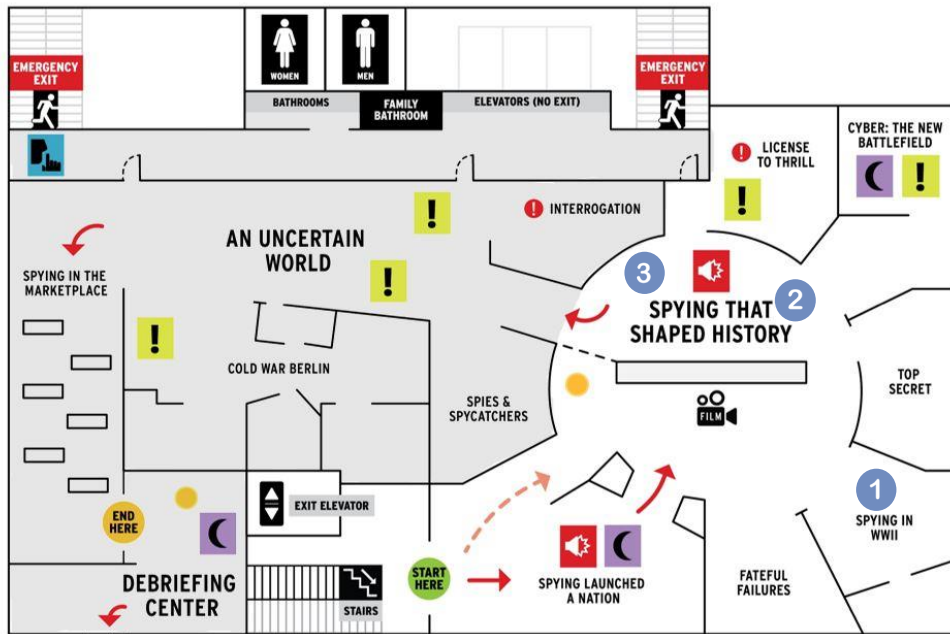 EMERGENCY
EXIT
WOMEN
MEN
BATHROOMS
FAMILY
BATHROOM
ELEVATORS (NO EXIT)
EMERGENCY
EXIT
LICENSE
TO THRILL
CYBER: THE NEW
BATTLEFIELD
!
!
!
!
!
INTERROGATION
!
AN UNCERTAIN
WORLD
SPYING IN THE
MARKETPLACE
!
3
2
SPYING THAT
SHAPED HISTORY
!
COLD WAR BERLIN
TOP
SECRET
SPIES &
SPYCATCHERS
FILM
1
SPYING IN
WWII
END
HERE
EXIT ELEVATOR
START
HERE
SPYING LAUNCHED
A NATION
FATEFUL
FAILURES
DEBRIEFING
CENTER
STAIRS